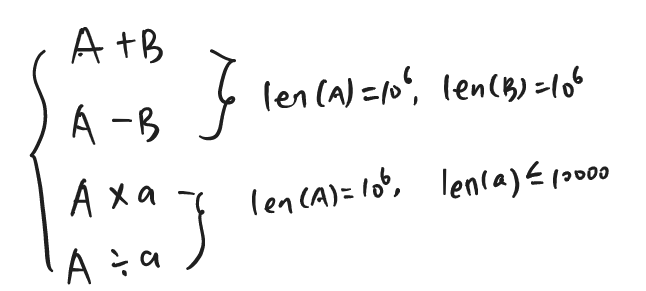 A + B
A - B
len(A) = 10⁶, len(B) = 10⁶
A × a
A ÷ a
len(A) = 10⁶, len(a) ≤ 10000